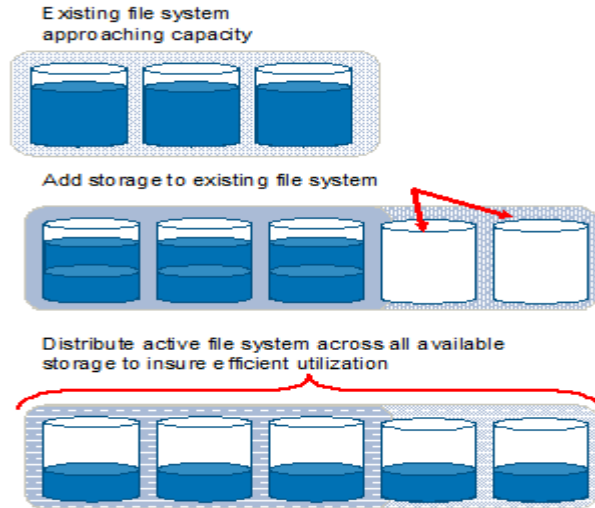 Existing file system
approaching capacity
Add storage to existing file system
Distribute active file system across all available
storage to insure efficient utilization